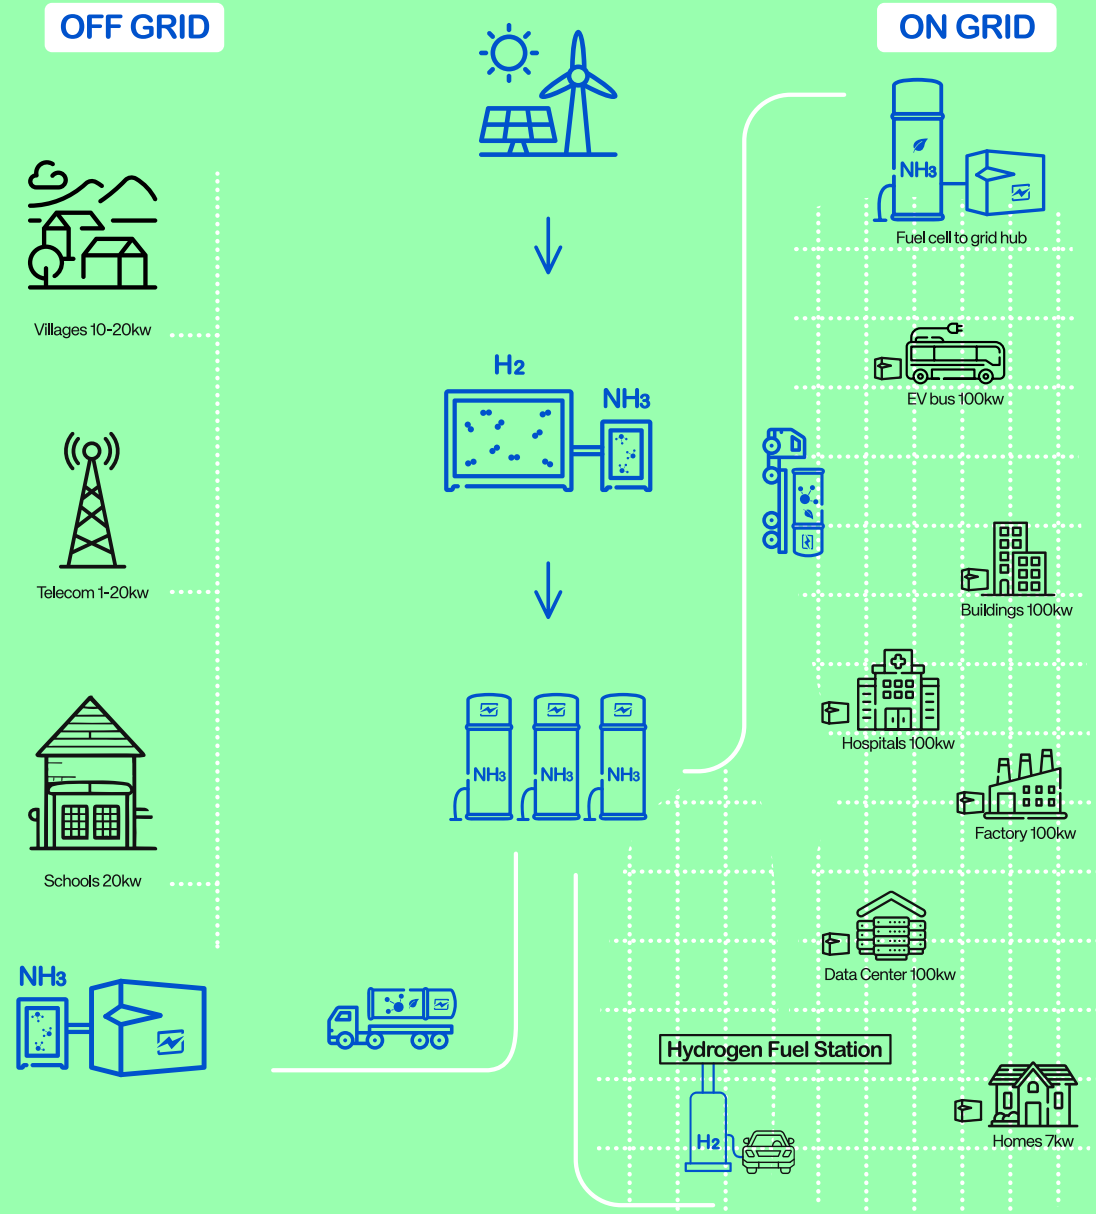 OFF GRID
ON GRID
NH3
Fuel cell to grid hub
Villages 10-20kw
H2
NH3
EV bus 100kw
Telecom 1-20kw
Buildings 100kw
Hospitals 100kw
NH3
NH3
NH3
Factory 100kw
Schools 20kw
Data Center 100kw
NH3
Hydrogen Fuel Station
H2
Homes 7kw